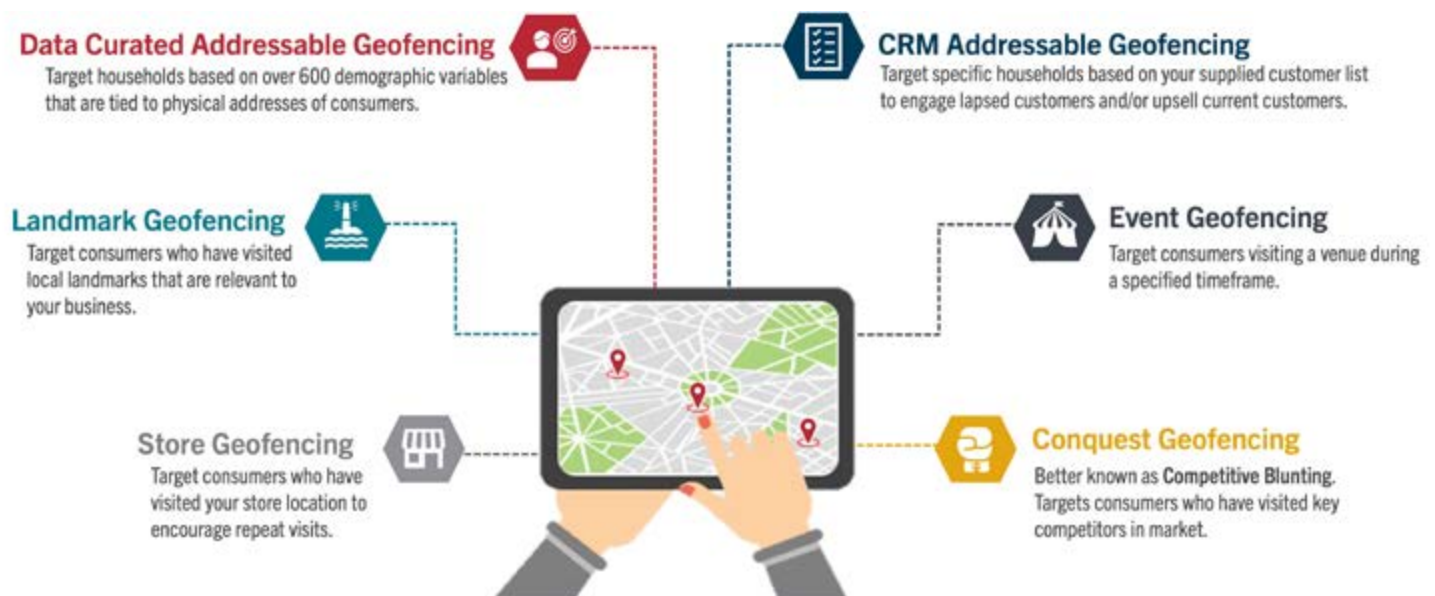 Data Curated Addressable Geofencing
Target households based on over 600 demographic variables
that are tied to physical addresses of consumers.
CRM Addressable Geofencing
Target specific households based on your supplied customer list
to engage lapsed customers and/or upsell current customers.
Landmark Geofencing
Target consumers who have visited
local landmarks that are relevant to
your business.
Event Geofencing
Target consumers visiting a venue during
a specified timeframe.
Store Geofencing
Target consumers who have
visited your store location to
encourage repeat visits.
Conquest Geofencing
Better known as Competitive Blunting.
Targets consumers who have visited key
competitors in market.